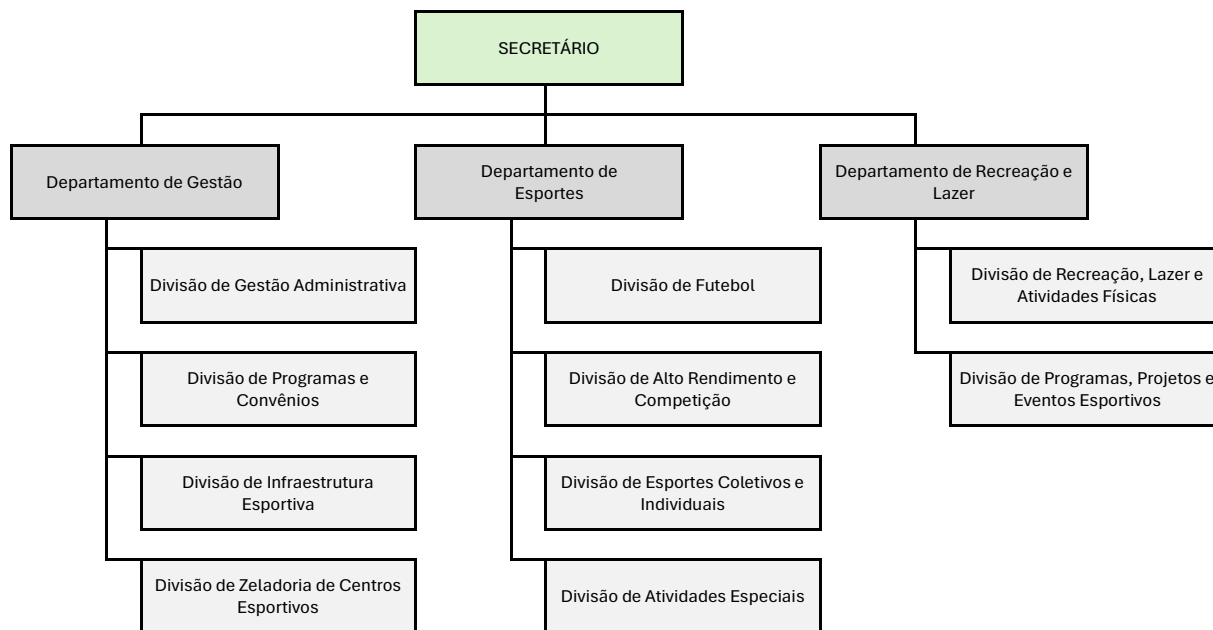 SECRETÁRIO
Departamento de Gestão
Departamento de
Esportes
Departamento de Recreação e
Lazer
Divisão de Gestão Administrativa
Divisão de Futebol
Divisão de Recreação, Lazer e
Atividades Físicas
Divisão de Programas e
Convênios
Divisão de Alto Rendimento e
Competição
Divisão de Programas, Projetos e
Eventos Esportivos
Divisão de Infraestrutura
Esportiva
Divisão de Esportes Coletivos e
Individuais
Divisão de Zeladoria de Centros
Esportivos
Divisão de Atividades Especiais